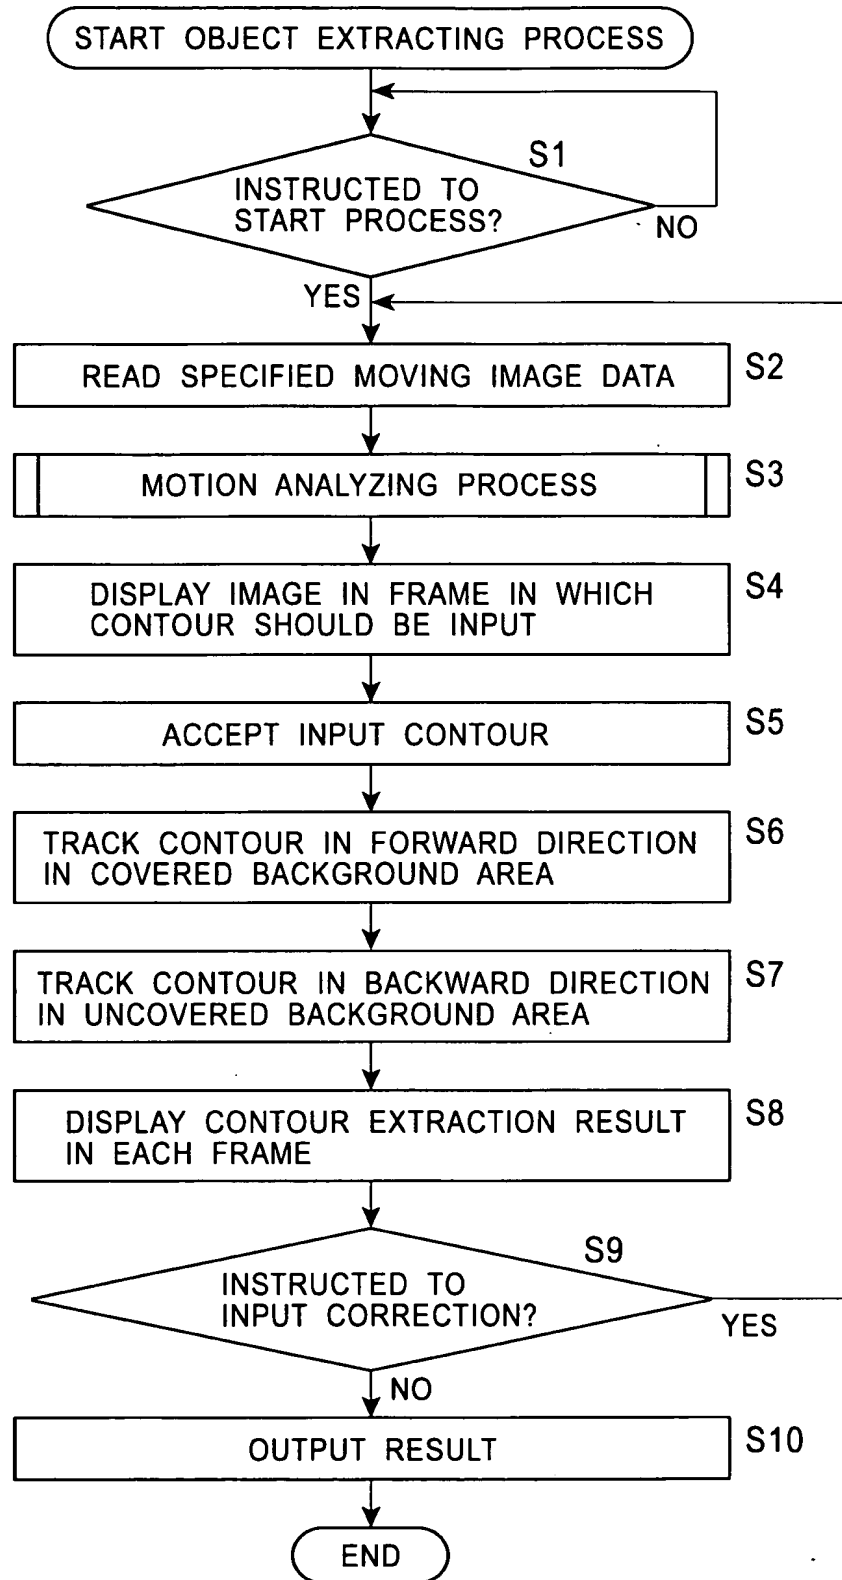 START OBJECT EXTRACTING PROCESS
S1
INSTRUCTED TO
START PROCESS?
NO
YES
READ SPECIFIED MOVING IMAGE DATA
S2
MOTION ANALYZING PROCESS
S3
DISPLAY IMAGE IN FRAME IN WHICH
CONTOUR SHOULD BE INPUT
S4
ACCEPT INPUT CONTOUR
S5
TRACK CONTOUR IN FORWARD DIRECTION
IN COVERED BACKGROUND AREA
S6
TRACK CONTOUR IN BACKWARD DIRECTION
IN UNCOVERED BACKGROUND AREA
S7
DISPLAY CONTOUR EXTRACTION RESULT
IN EACH FRAME
S8
S9
INSTRUCTED TO
INPUT CORRECTION?
YES
NO
OUTPUT RESULT
S10
END